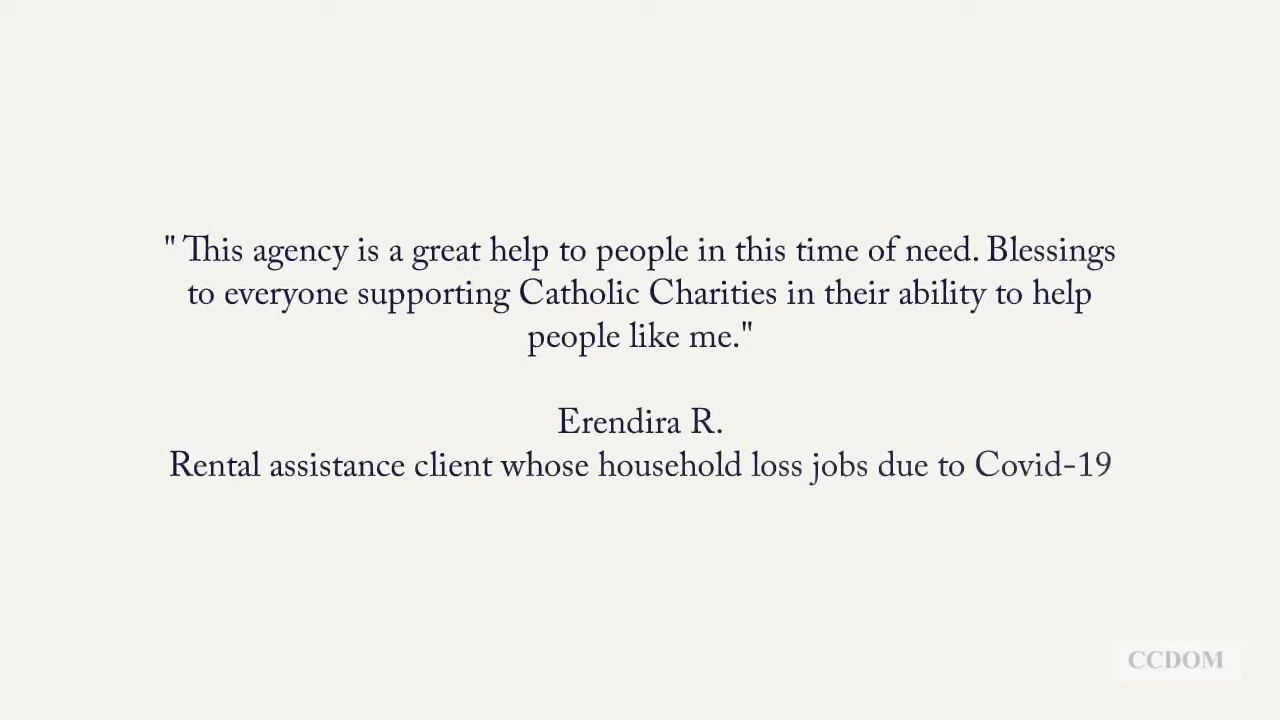 " This agency is a great help to people in this time of need. Blessings
to everyone supporting Catholic Charities in their ability to help
people like me."
Erendira R.
Rental assistance client whose household loss jobs due to Covid-19
CCDOM